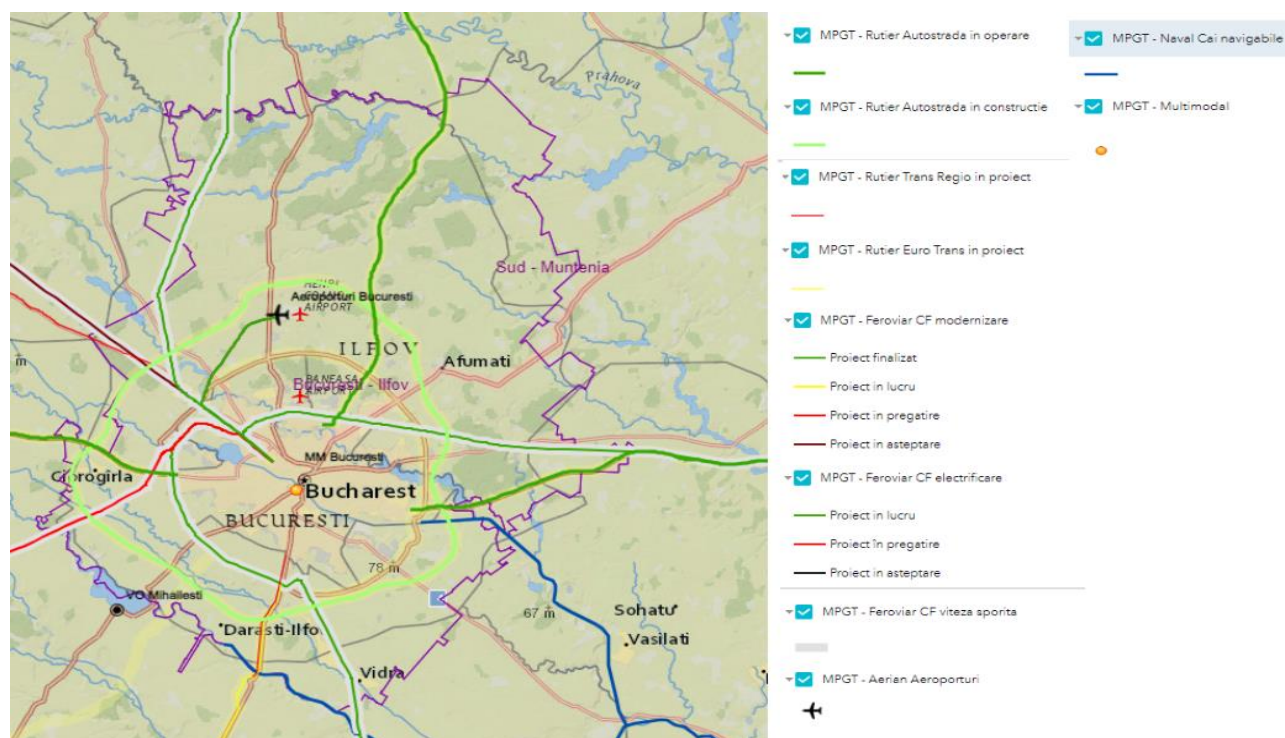 Prahova
Sud - Muntenia
HENRI
Aeroporturi Bucuresti
AIRPORT
ILFOV
Afumati
BANEASA
Bucuresti - Ilfov
AIRPORT
m
MM Bucuresti
Bucharest
BUCURESTI
78 m
VO Mihailesti
67 m
Sohatu
Darasti-Ilfo
Vasilati
Vidra
MPGT - Rutier Autostrada in operare
MPGT - Rutier Autostrada in constructie
MPGT - Rutier Trans Regio in proiect
MPGT - Rutier Euro Trans in proiect
MPGT - Feroviar CF modernizare
Proiect finalizat
Proiect in lucru
Proiect in pregatire
Proiect in asteptare
MPGT - Feroviar CF electrificare
Proiect in lucru
Proiect în pregatire
Proiect in asteptare
MPGT - Feroviar CF viteza sporita
MPGT - Aerian Aeroporturi
MPGT - Naval Cai navigabile
MPGT - Multimodal